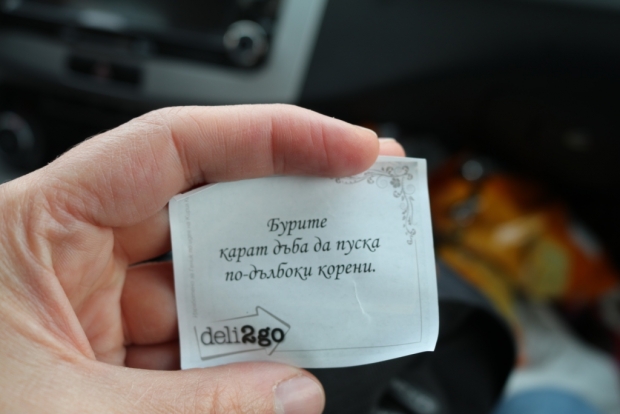 Бурите
карат дъба да пуска
по-дълбоки корени.
deli2go